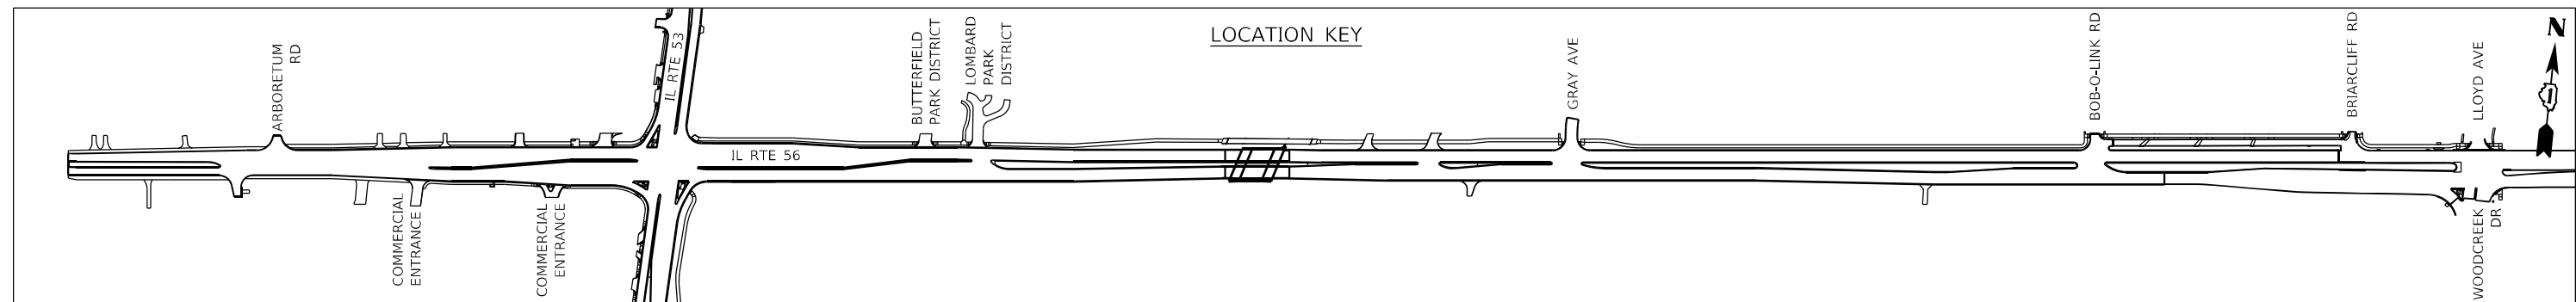 LOCATION KEY
ARBORETUM
RD
IL RTE 53
BUTTERFIELD
PARK DISTRICT
LOMBARD
PARK
DISTRICT
GRAY AVE
BOB-O-LINK RD
BRIARCLIFF RD
LLOYD AVE
N
IL RTE 56
COMMERCIAL
ENTRANCE
COMMERCIAL
ENTRANCE
WOODCREEK
DR